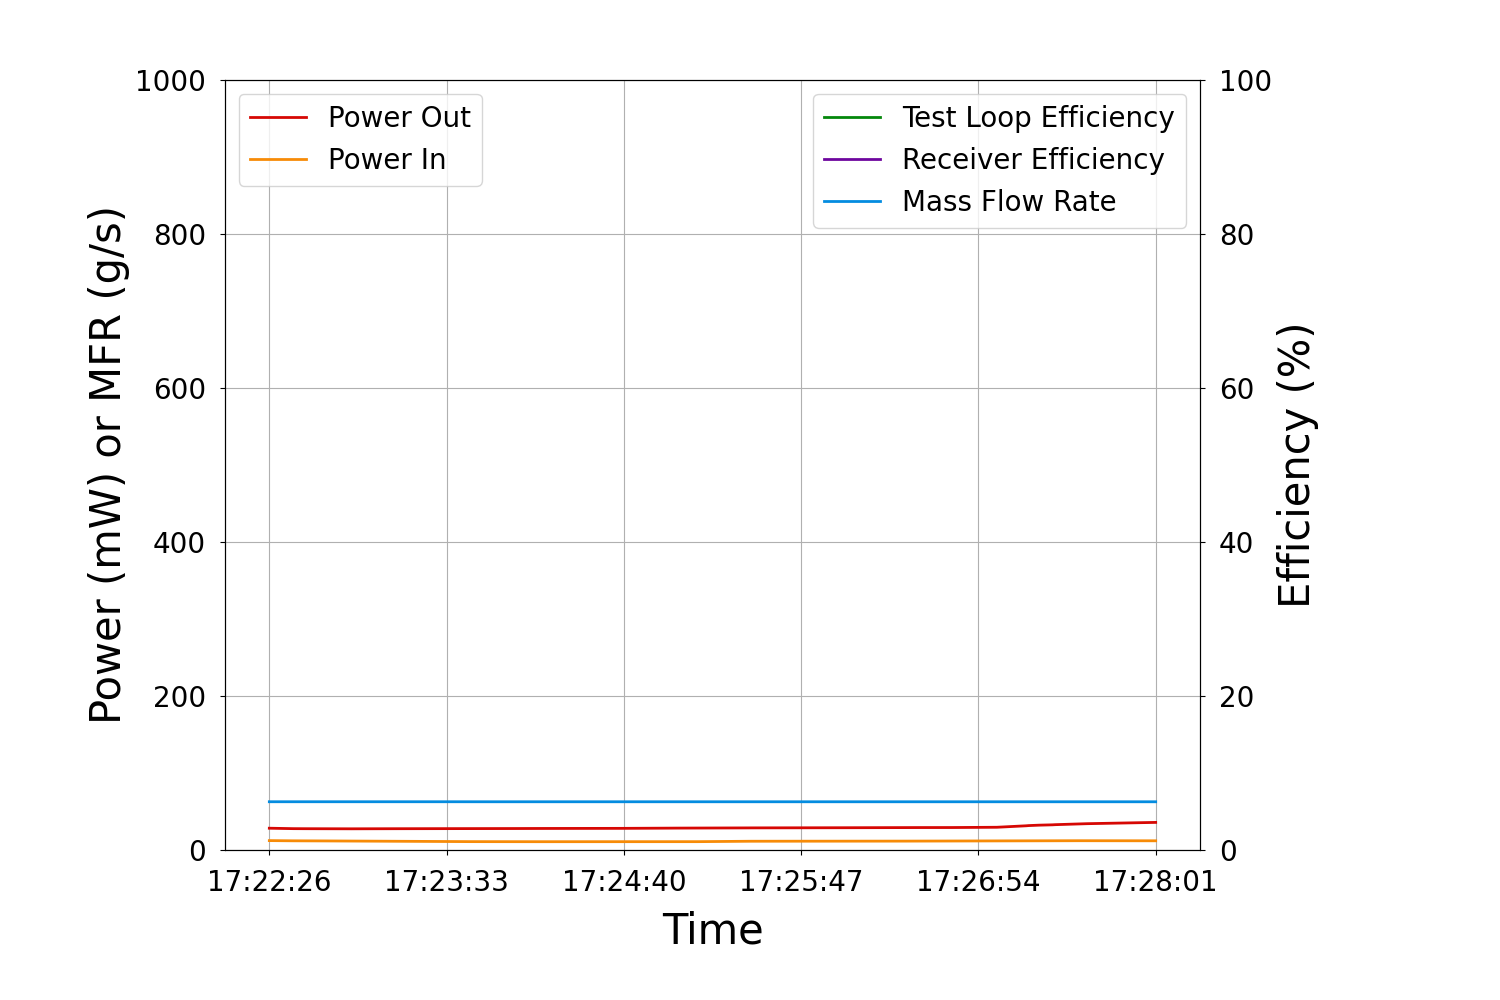 1000
800
600
400
200
0
Power (mW) or MFR (g/s)
Power Out
Power In
Test Loop Efficiency
Receiver Efficiency
Mass Flow Rate
100
80
60
40
20
0
Efficiency (%)
17:22:26 17:23:33 17:24:40 17:25:47 17:26:54 17:28:01
Time